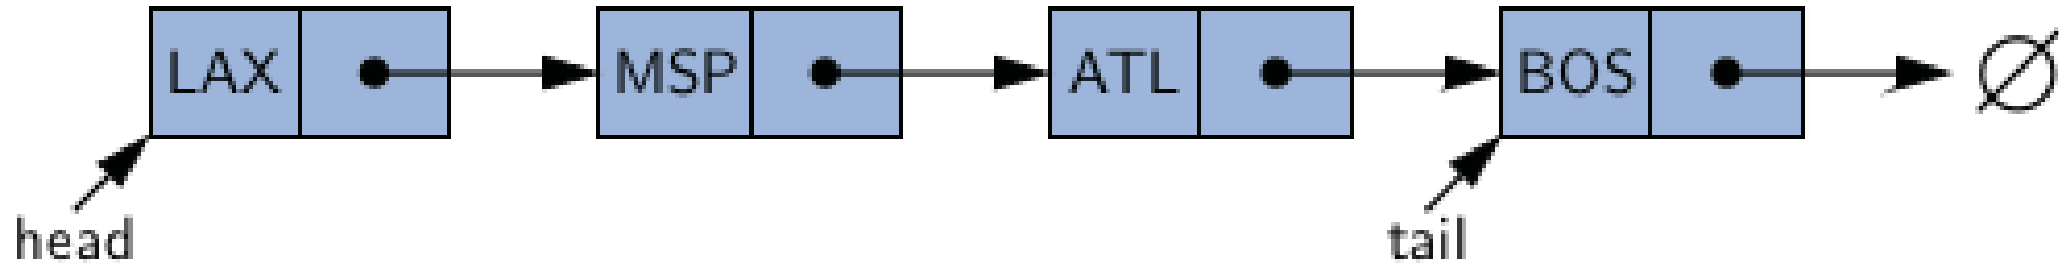 LAX MSP ATL BOS Ø
head tail